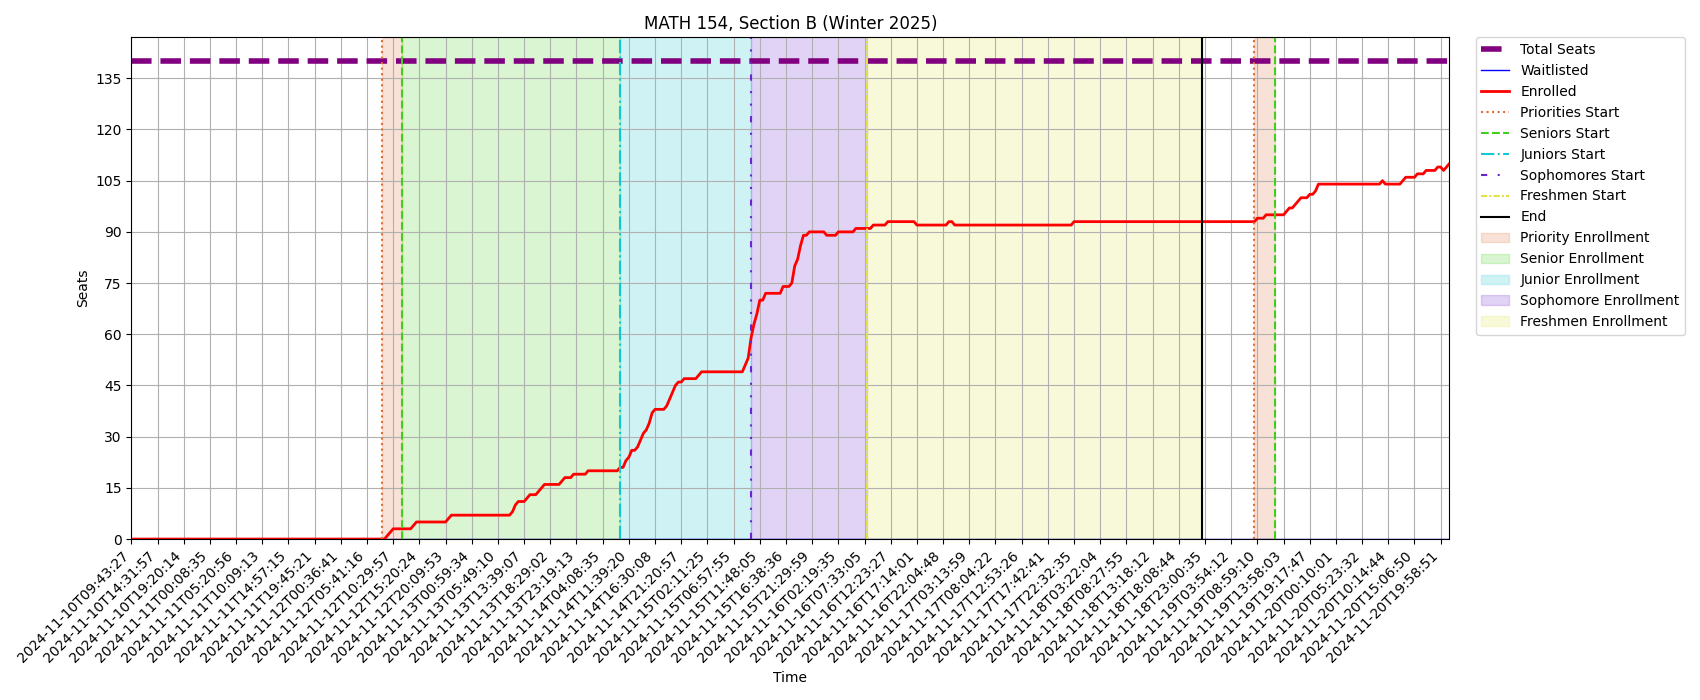 MATH 154, Section B (Winter 2025)
Seats
135
120
105
90
75
60
45
30
15
0
2024-11-10T09:43:27
2024-11-10T14:31:57
2024-11-10T19:20:14
2024-11-11T00:08:35
2024-11-11T05:20:56
2024-11-11T10:09:13
2024-11-11T14:57:15
2024-11-11T19:45:21
2024-11-12T00:36:41
2024-11-12T05:41:16
2024-11-12T10:29:57
2024-11-12T15:20:24
2024-11-12T20:09:53
2024-11-13T00:59:34
2024-11-13T05:49:10
2024-11-13T13:39:07
2024-11-13T18:29:02
2024-11-13T23:19:13
2024-11-14T04:08:35
2024-11-14T11:39:20
2024-11-14T16:30:08
2024-11-14T21:20:57
2024-11-15T02:11:25
2024-11-15T06:57:55
2024-11-15T11:48:05
2024-11-15T16:38:36
2024-11-15T21:29:59
2024-11-16T02:19:35
2024-11-16T07:33:05
2024-11-16T12:23:27
2024-11-16T17:14:01
2024-11-16T22:04:48
2024-11-17T03:13:59
2024-11-17T08:04:22
2024-11-17T12:53:26
2024-11-17T17:42:41
2024-11-17T22:32:35
2024-11-18T03:22:04
2024-11-18T08:27:55
2024-11-18T13:18:12
2024-11-18T18:08:44
2024-11-18T23:00:35
2024-11-19T03:54:12
2024-11-19T08:59:10
2024-11-19T13:58:03
2024-11-19T19:17:47
2024-11-20T00:10:01
2024-11-20T05:23:32
2024-11-20T10:14:44
2024-11-20T15:06:50
2024-11-20T19:58:51
Time
Total Seats
Waitlisted
Enrolled
Priorities Start
Seniors Start
Juniors Start
Sophomores Start
Freshmen Start
End
Priority Enrollment
Senior Enrollment
Junior Enrollment
Sophomore Enrollment
Freshmen Enrollment